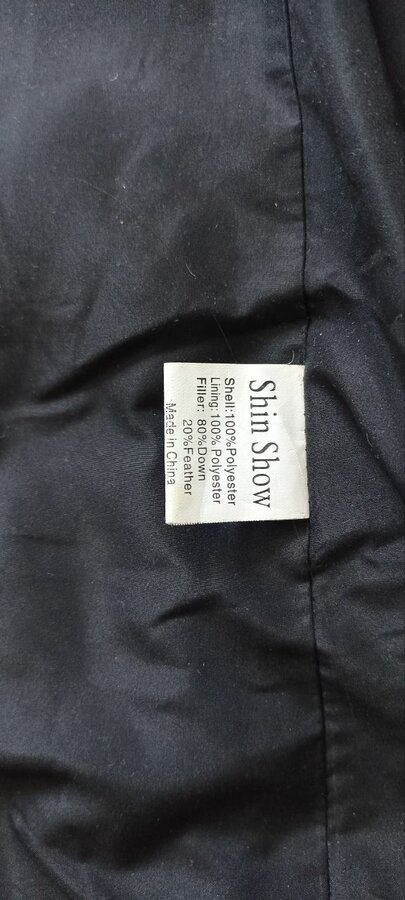 Shin Show
Shell:100%Polyester
Lining:100% Polyester
Filler: 80%Down
20%Feather
Made in China